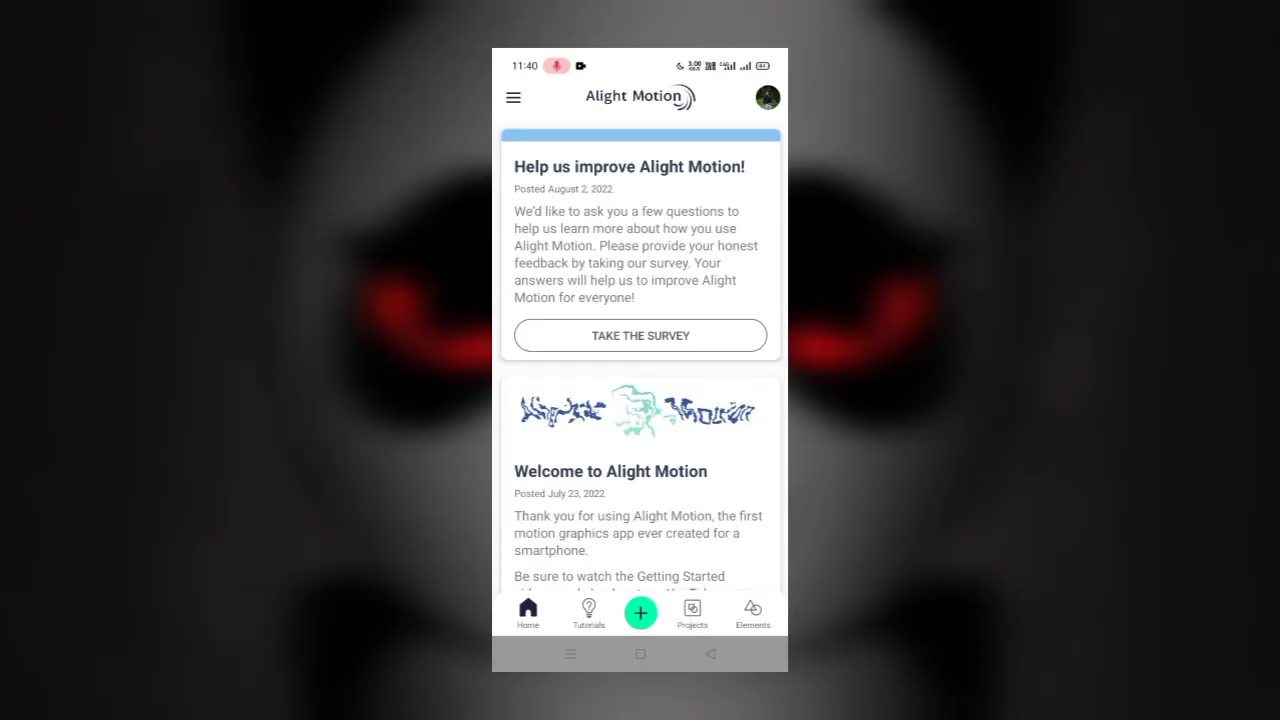 11:40
Alight Motion
Help us improve Alight Motion!
Posted August 2, 2022
We'd like to ask you a few questions to
help us learn more about how you use
Alight Motion. Please provide your honest
feedback by taking our survey. Your
answers will help us to improve Alight
Motion for everyone!
TAKE THE SURVEY
Alight Motion
Welcome to Alight Motion
Posted July 23, 2022
Thank you for using Alight Motion, the first
motion graphics app ever created for a
smartphone.
Be sure to watch the Getting Started
Home
Tutorials
Projects
Elements